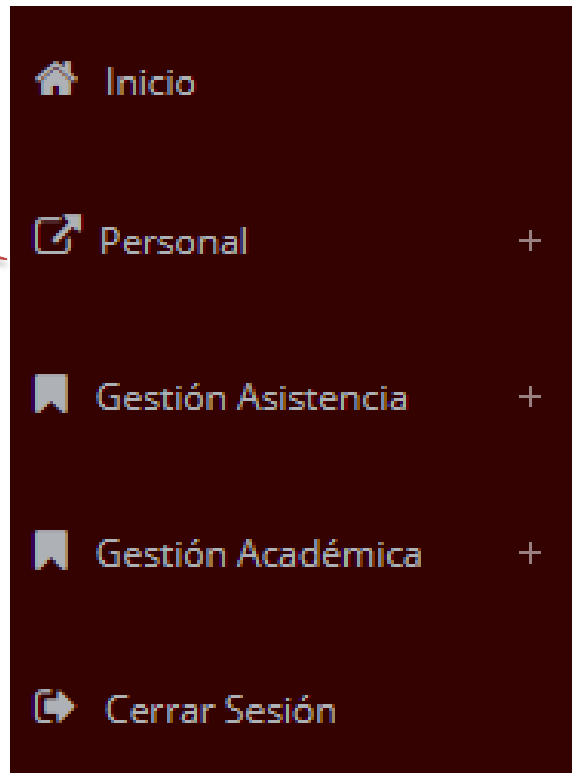 Inicio
Personal +
Gestión Asistencia +
Gestión Académica +
Cerrar Sesión